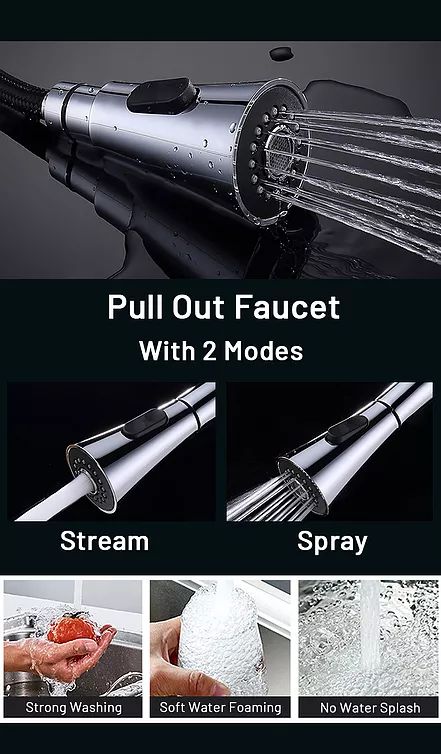 Pull Out Faucet
With 2 Modes
Stream
Spray
Strong Washing
Soft Water Foaming
No Water Splash